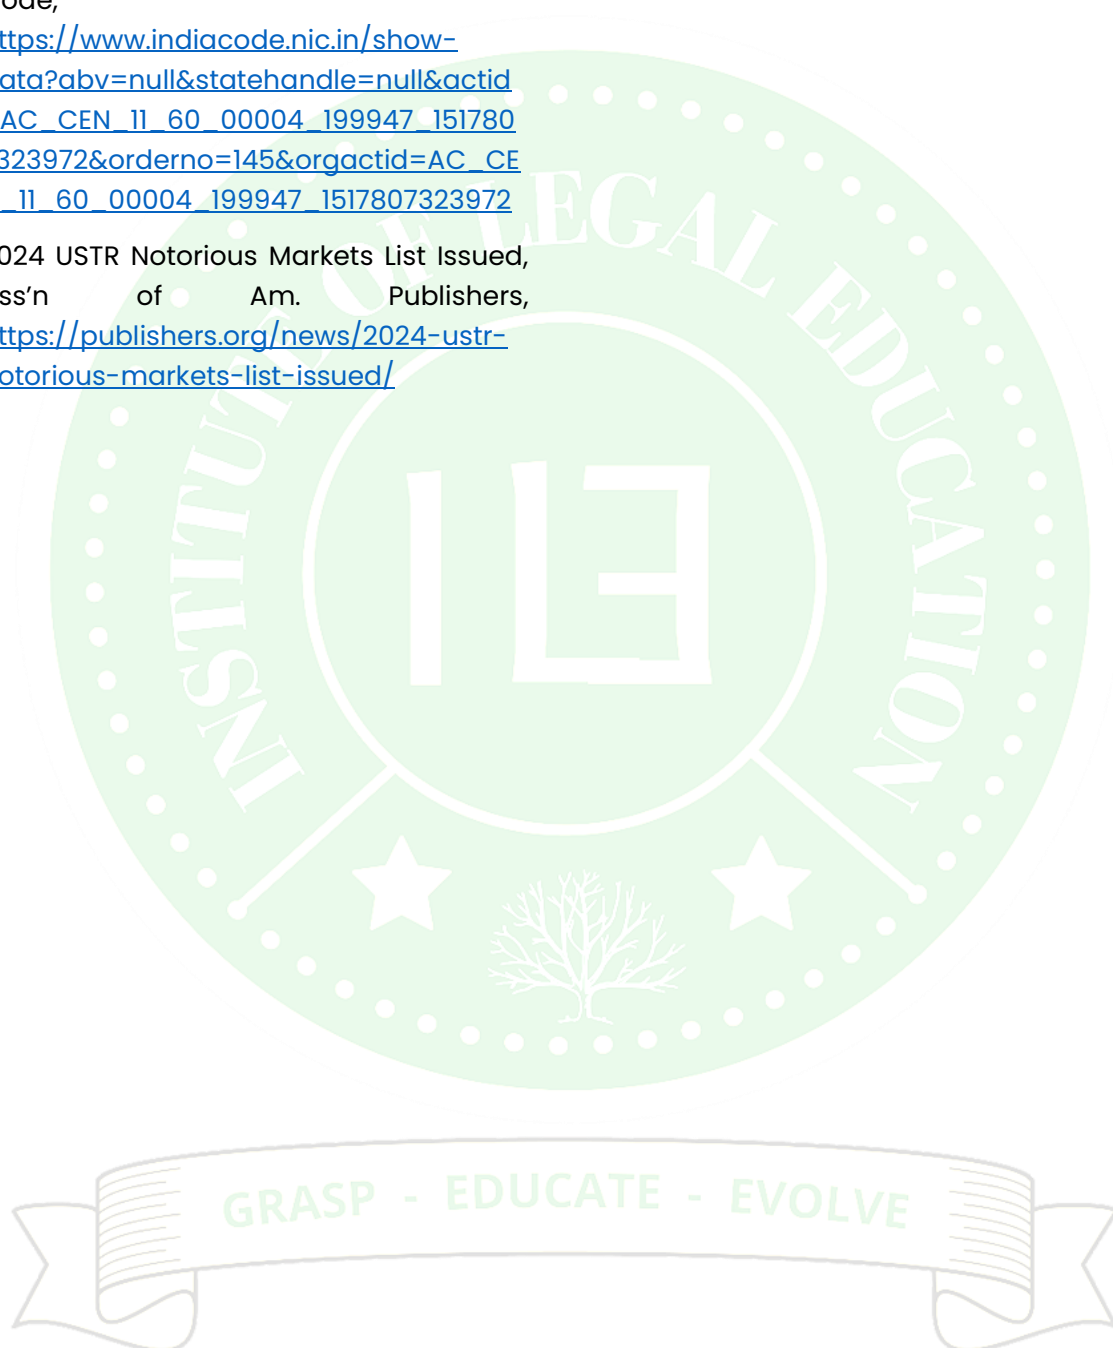 ode,
ttps://www.indiacode.nic.in/show-
ata?abv=null&statehandle=null&actid
AC_CEN_11_60_00004_199947_151780
323972&orderno=145&orgactid=AC_CE
_11_60_00004_199947_1517807323972
024 USTR Notorious Markets List Issued,
ss’n of Am. Publishers,
ttps://publishers.org/news/2024-ustr-
otorious-markets-list-issued/
INSTITUTE OF LEGAL EDUCATION
ILE
GRASP - EDUCATE - EVOLVE